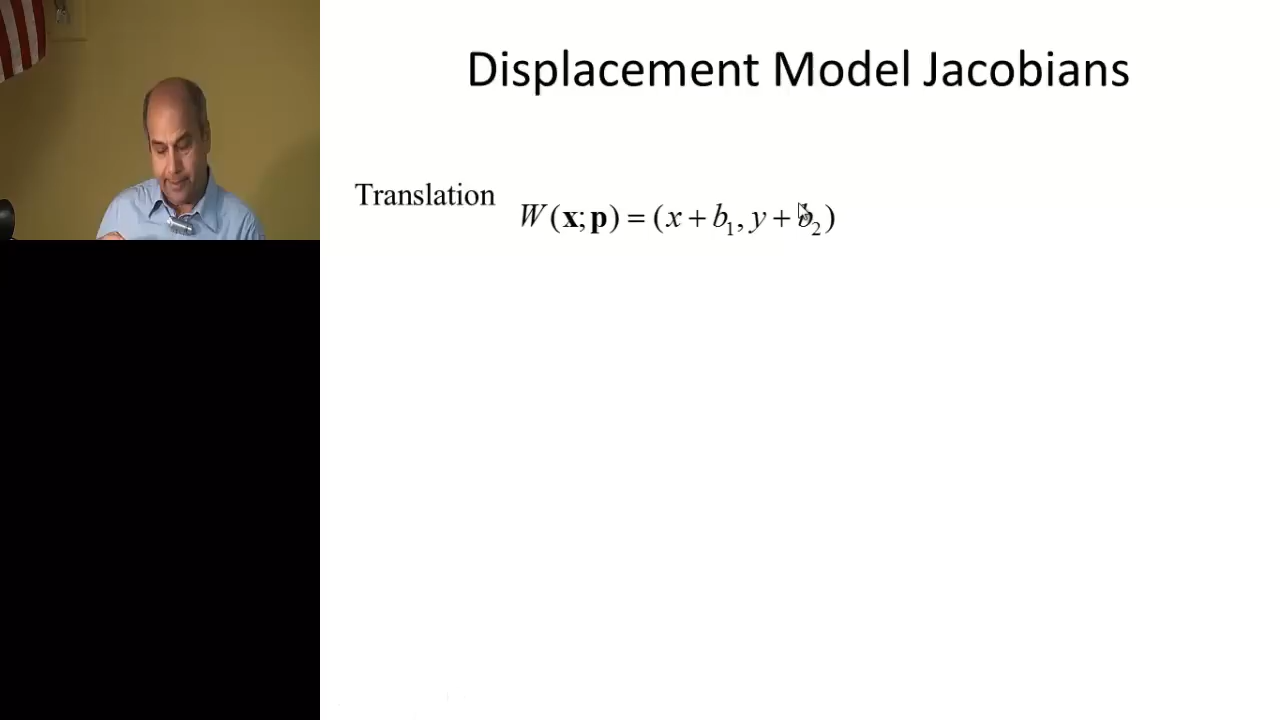 Displacement Model Jacobians
Translation
W(x;p) = (x + b₁, y + b₂)